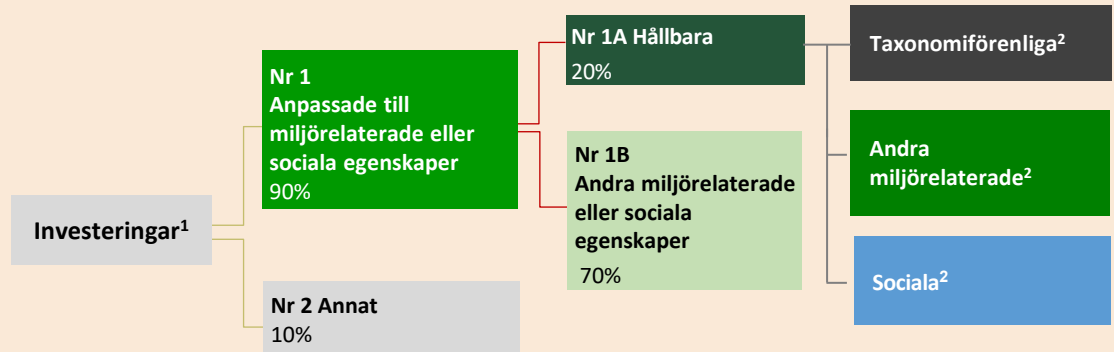 Investeringar¹
Nr 1
Anpassade till
miljörelaterade eller
sociala egenskaper
90%
Nr 2 Annat
10%
Nr 1A Hållbara
20%
Nr 1B
Andra miljörelaterade
eller sociala
egenskaper
70%
Taxonomiförenliga²
Andra
miljörelaterade²
Sociala²